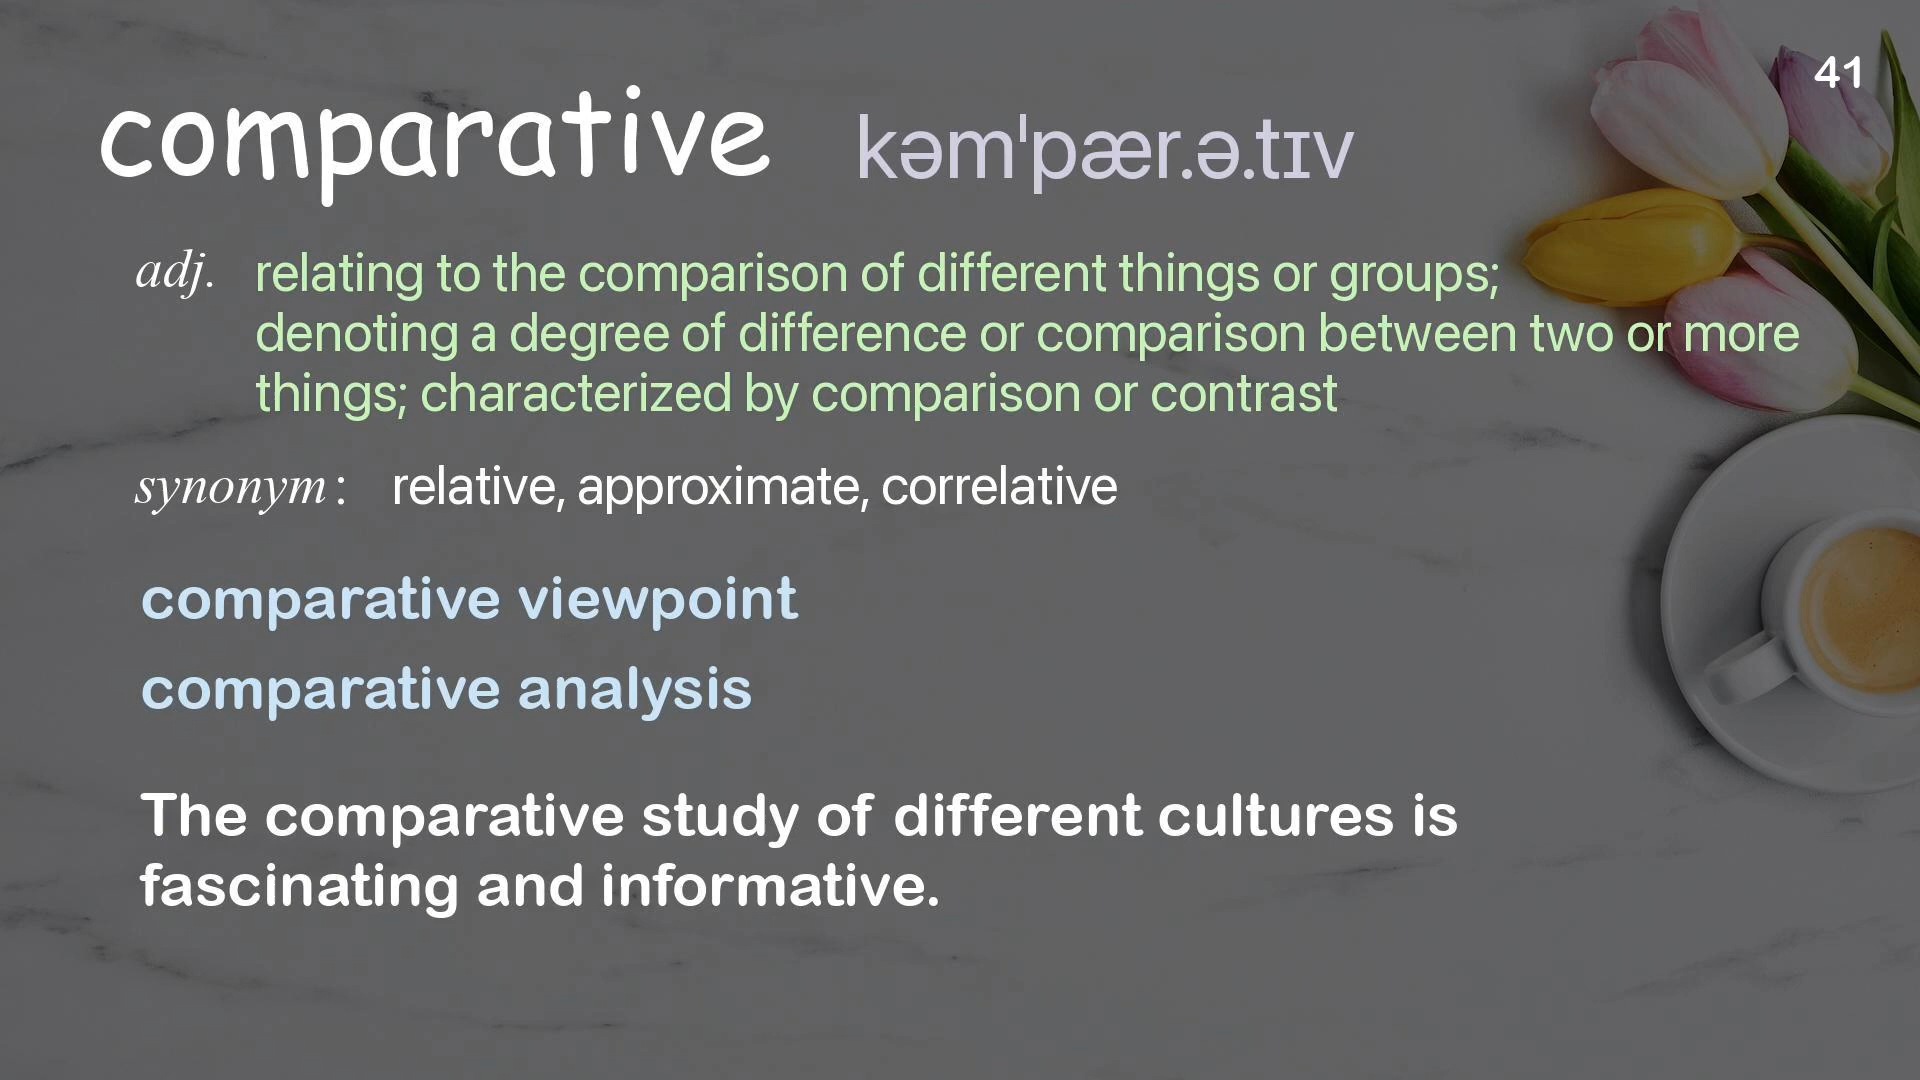 41
comparative kəmˈpær.ə.tɪv
adj. relating to the comparison of different things or groups;
denoting a degree of difference or comparison between two or more
things; characterized by comparison or contrast
synonym : relative, approximate, correlative
comparative viewpoint
comparative analysis
The comparative study of different cultures is
fascinating and informative.